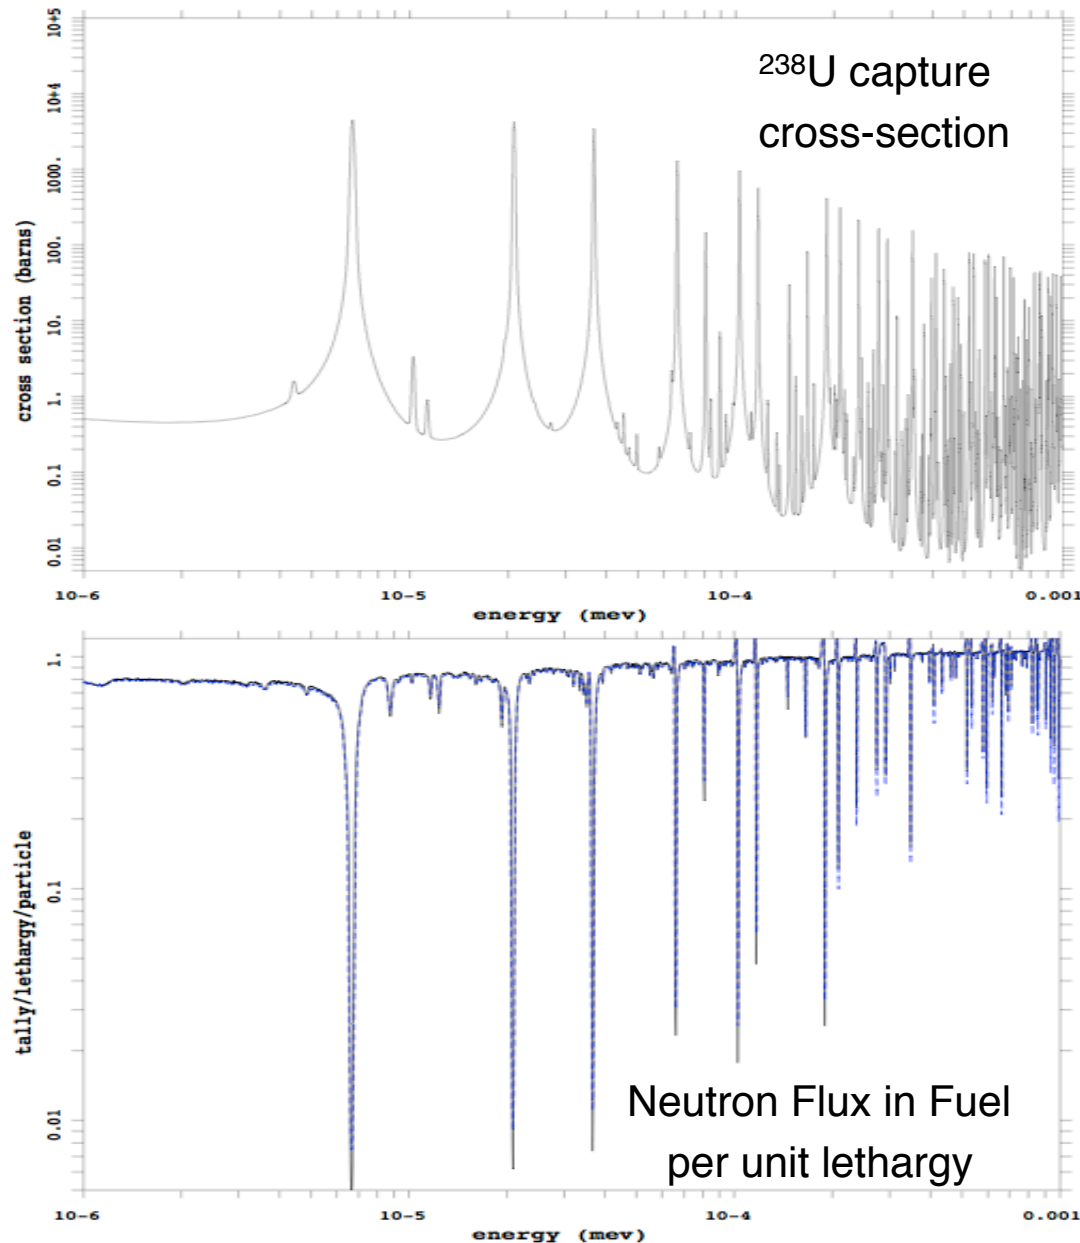 10+5
10+4
1000.
100.
10.
1.
0.1
0.01
cross section (barns)
²³⁸U capture
cross-section
10-6
10-5
10-4
0.001
energy (mev)
1.
0.1
0.01
tally/lethargy/particle
Neutron Flux in Fuel
per unit lethargy
10-6
10-5
10-4
0.001
energy (mev)